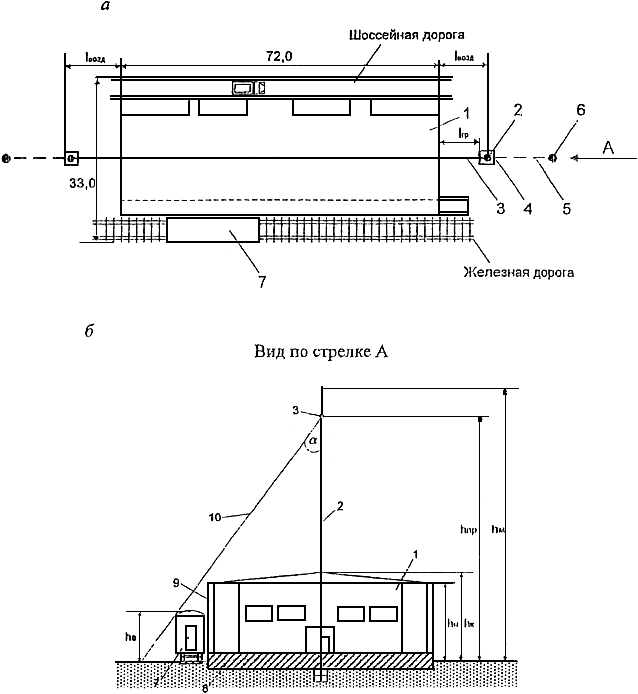 а
lвозд
72,0
lвозд
Шоссейная дорога
1
2
6
lгр
А
33,0
3
4
5
7
Железная дорога
б
Вид по стрелке А
3
α
10
2
1
9
hпр
hм
hн
hк
hв
7
8